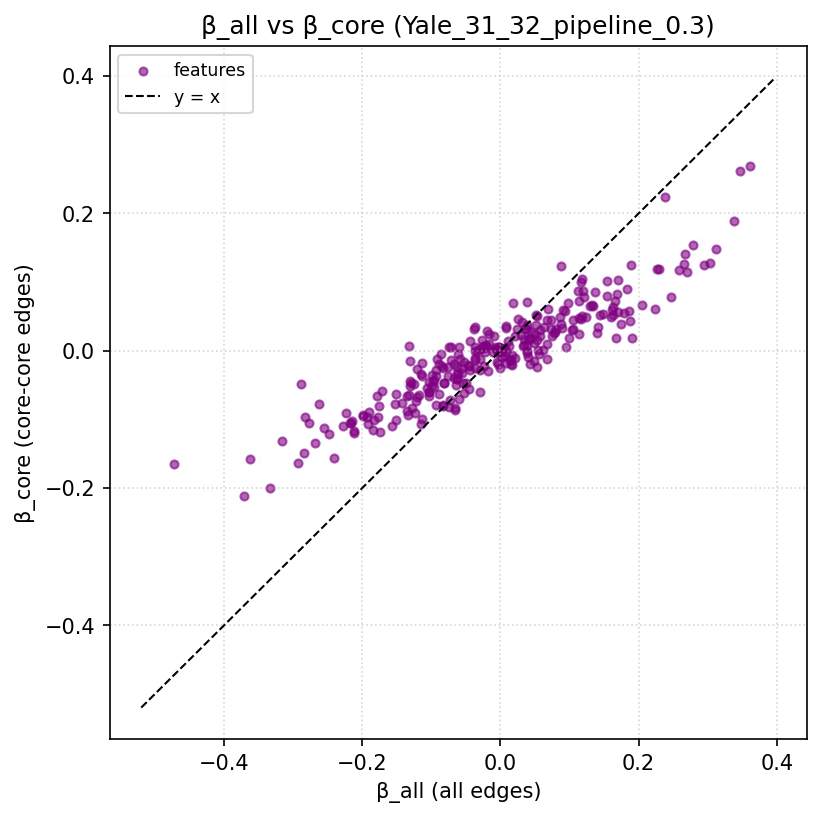 β_all vs β_core (Yale_31_32_pipeline_0.3)
features
y = x
0.4
0.2
0.0
−0.2
−0.4
β_core (core-core edges)
−0.4
−0.2
0.0
0.2
0.4
β_all (all edges)